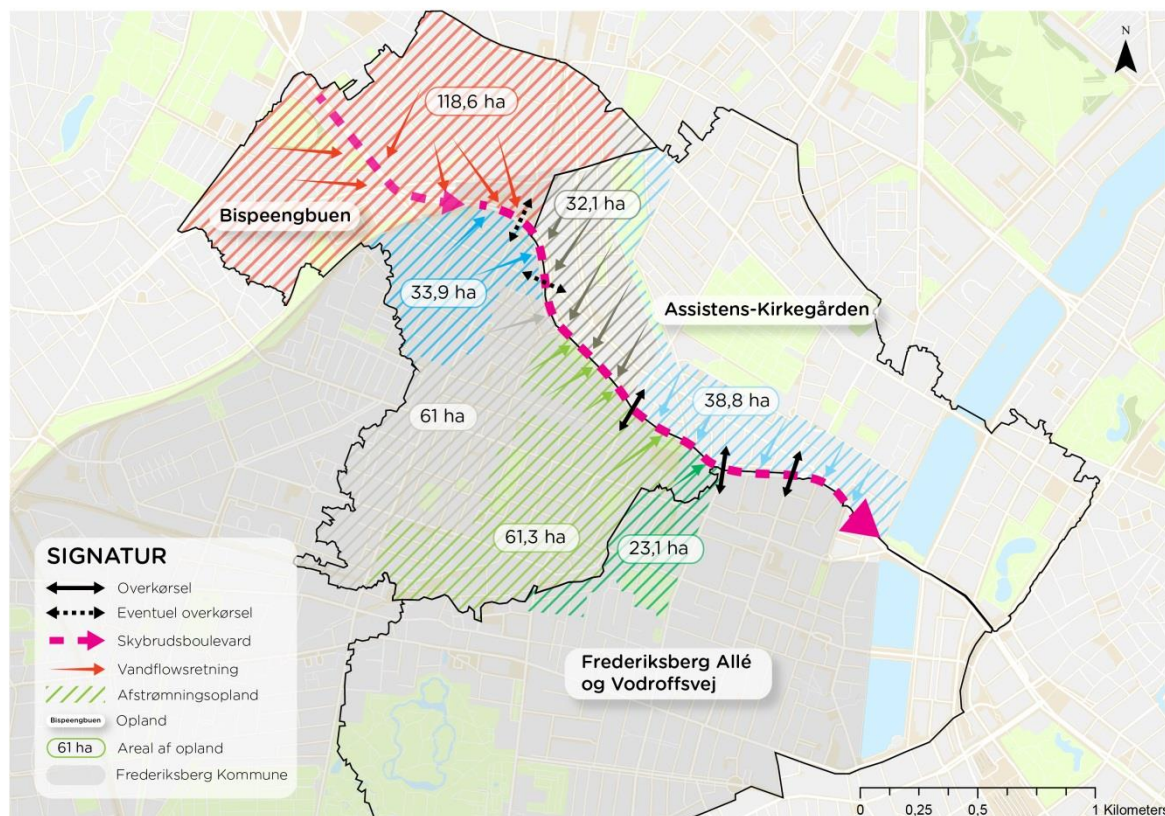 N
118,6 ha
Bispeengbuen
32,1 ha
33,9 ha
Assistens-Kirkegården
61 ha
38,8 ha
61,3 ha
23,1 ha
Frederiksberg Allé
og Vodroffsvej
SIGNATUR
Overkørsel
Eventuel overkørsel
Skybrudsboulevard
Vandflowsretning
Afstrømningsopland
Bispeengbuen
Opland
61 ha
Areal af opland
Frederiksberg Kommune
0
0,25
0,5
1 Kilometers